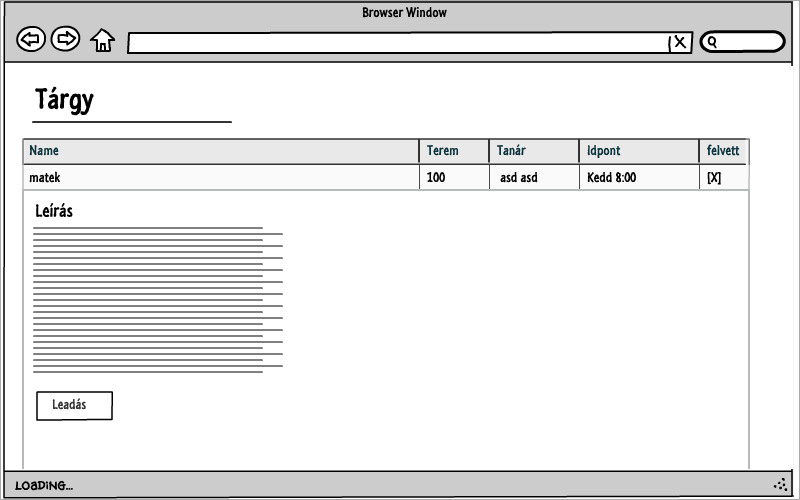 Browser Window
Tárgy
Name Terem Tanár Idpont felvett
matek 100 asd asd Kedd 8:00 [X]
Leírás
Leadás
LOADING...